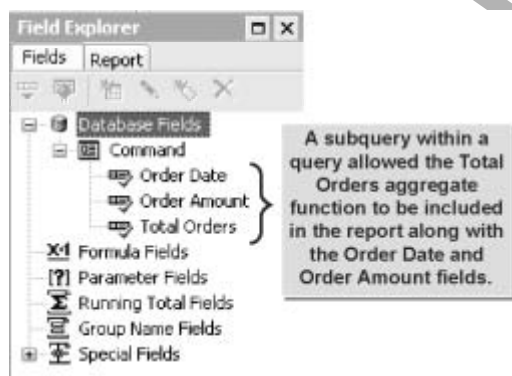 Field Explorer
Fields Report
Database Fields
Command
Order Date
Order Amount
Total Orders
Formula Fields
Parameter Fields
Running Total Fields
Group Name Fields
Special Fields
A subquery within a
query allowed the Total
Orders aggregate
function to be included
in the report along with
the Order Date and
Order Amount fields.